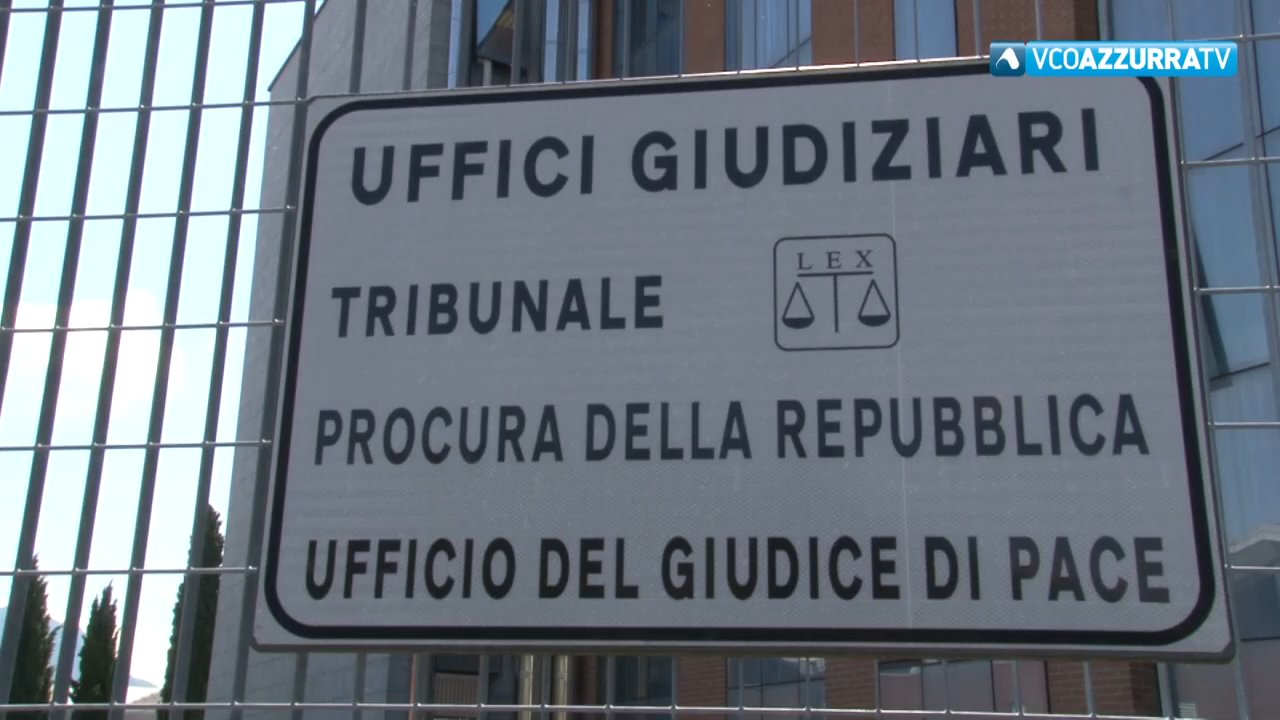 VCOAZZURRATV
UFFICI GIUDIZIARI
LEX
TRIBUNALE
PROCURA DELLA REPUBBLICA
UFFICIO DEL GIUDICE DI PACE